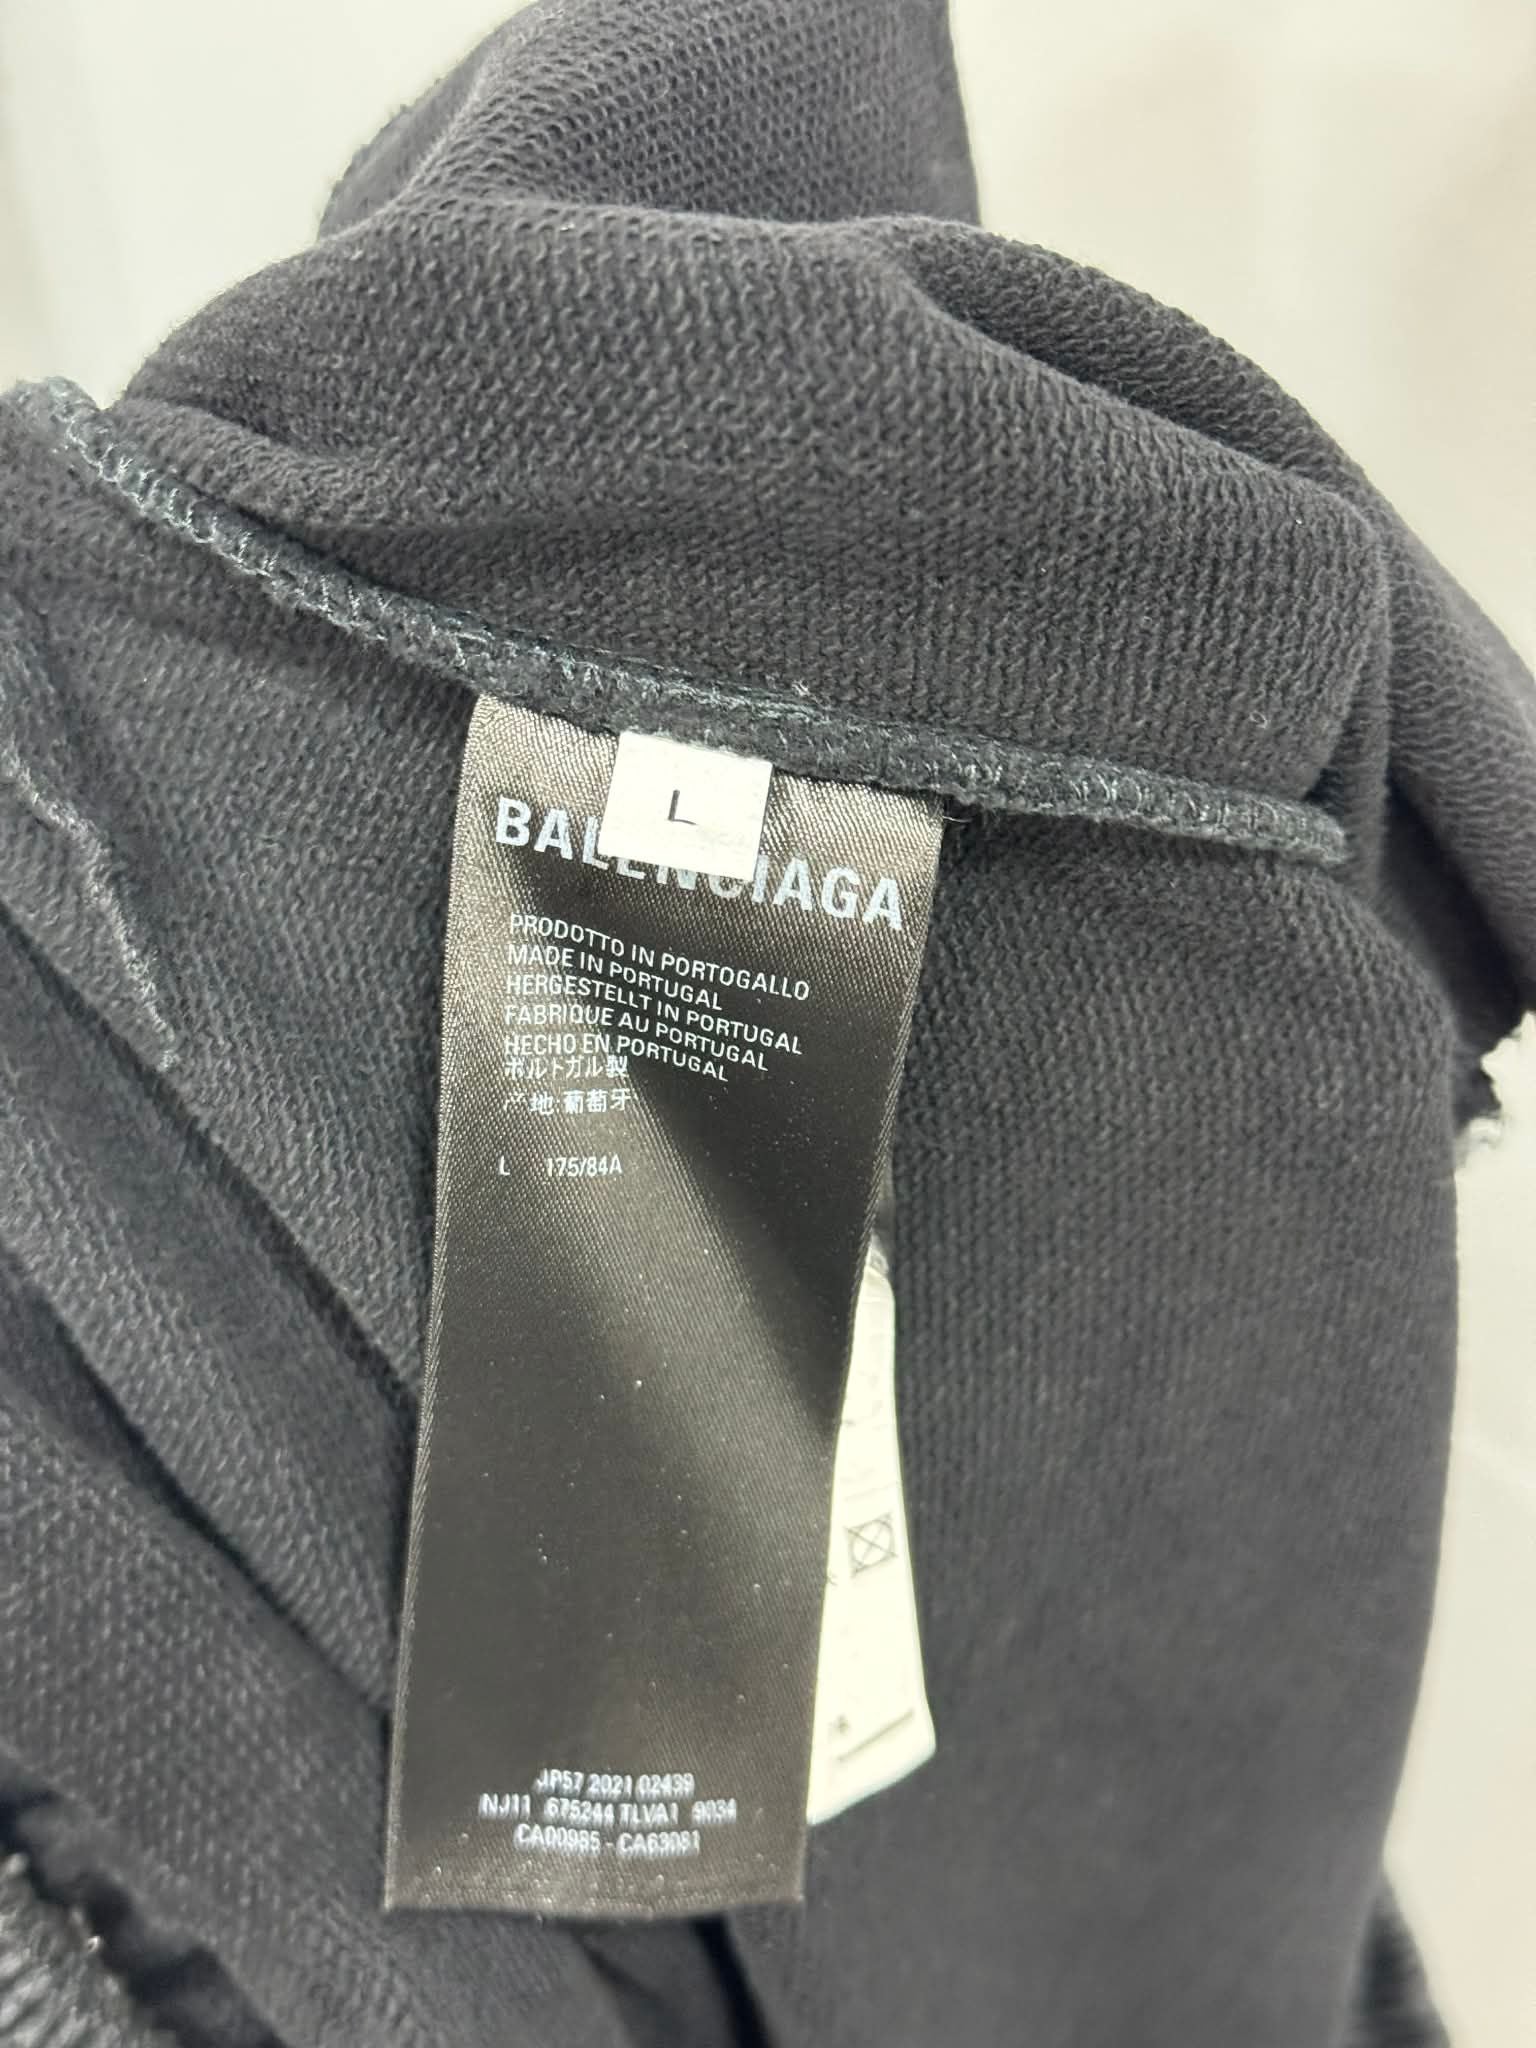 L
BALENCIAGA
PRODOTTO IN PORTOGALLO
MADE IN PORTUGAL
HERGESTELLT IN PORTUGAL
FABRIQUE AU PORTUGAL
HECHO EN PORTUGAL
ポルトガル製
产地:葡萄牙
L 175/84A
JP57 2021 02439
NJ11 675244 TLVA1 9034
CA00985 - CA63081